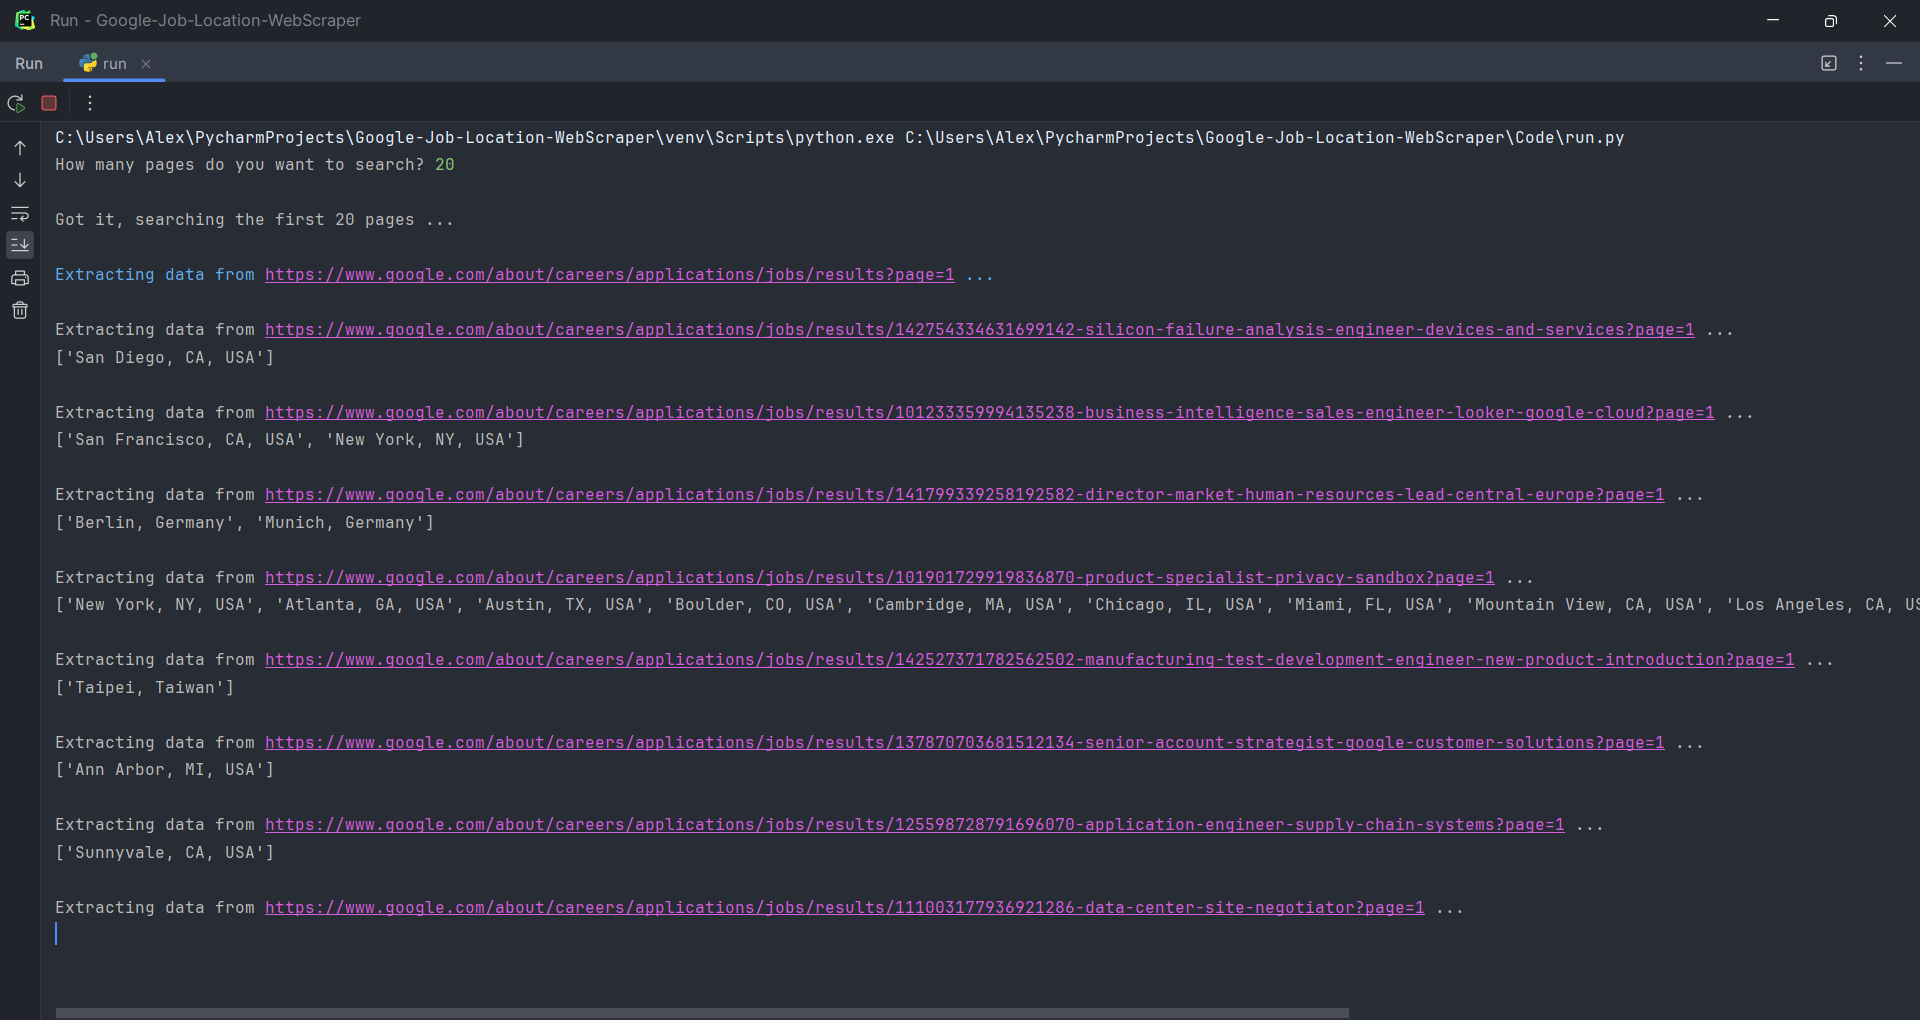 Run - Google-Job-Location-WebScraper
Run run
C:\Users\Alex\PycharmProjects\Google-Job-Location-WebScraper\venv\Scripts\python.exe C:\Users\Alex\PycharmProjects\Google-Job-Location-WebScraper\Code\run.py
How many pages do you want to search? 20
Got it, searching the first 20 pages ...
Extracting data from https://www.google.com/about/careers/applications/jobs/results?page=1 ...
Extracting data from https://www.google.com/about/careers/applications/jobs/results/142754334631699142-silicon-failure-analysis-engineer-devices-and-services?page=1 ...
['San Diego, CA, USA']
Extracting data from https://www.google.com/about/careers/applications/jobs/results/101233359994135238-business-intelligence-sales-engineer-looker-google-cloud?page=1 ...
['San Francisco, CA, USA', 'New York, NY, USA']
Extracting data from https://www.google.com/about/careers/applications/jobs/results/141799339258192582-director-market-human-resources-lead-central-europe?page=1 ...
['Berlin, Germany', 'Munich, Germany']
Extracting data from https://www.google.com/about/careers/applications/jobs/results/101901729919836870-product-specialist-privacy-sandbox?page=1 ...
['New York, NY, USA', 'Atlanta, GA, USA', 'Austin, TX, USA', 'Boulder, CO, USA', 'Cambridge, MA, USA', 'Chicago, IL, USA', 'Miami, FL, USA', 'Mountain View, CA, USA', 'Los Angeles, CA, US
Extracting data from https://www.google.com/about/careers/applications/jobs/results/142527371782562502-manufacturing-test-development-engineer-new-product-introduction?page=1 ...
['Taipei, Taiwan']
Extracting data from https://www.google.com/about/careers/applications/jobs/results/137870703681512134-senior-account-strategist-google-customer-solutions?page=1 ...
['Ann Arbor, MI, USA']
Extracting data from https://www.google.com/about/careers/applications/jobs/results/125598728791696070-application-engineer-supply-chain-systems?page=1 ...
['Sunnyvale, CA, USA']
Extracting data from https://www.google.com/about/careers/applications/jobs/results/111003177936921286-data-center-site-negotiator?page=1 ...